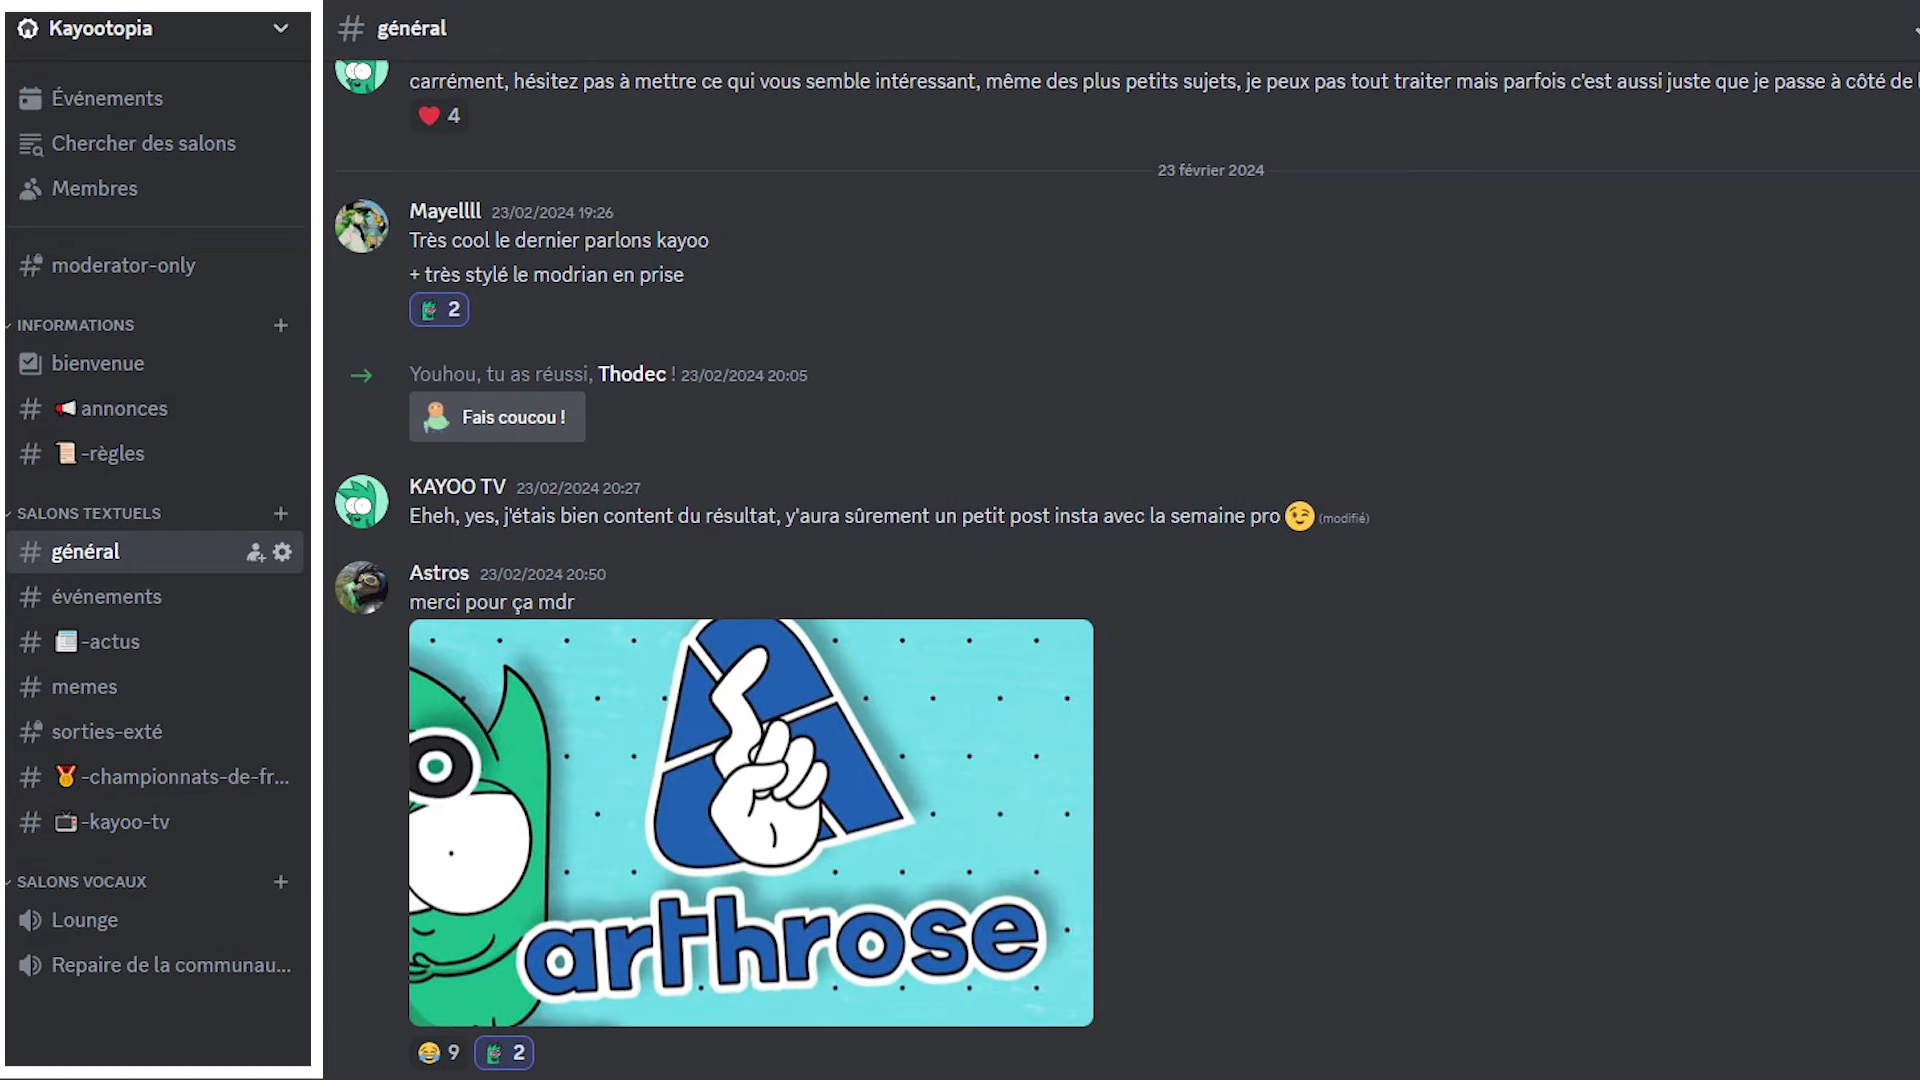 Kayootopia
Événements
Chercher des salons
Membres
moderator-only
INFORMATIONS
bienvenue
annonces
-règles
SALONS TEXTUELS
général
événements
-actus
memes
sorties-exté
-championnats-de-fr...
-kayoo-tv
SALONS VOCAUX
Lounge
Repaire de la communau...
général
carrément, hésitez pas à mettre ce qui vous semble intéressant, même des plus petits sujets, je peux pas tout traiter mais parfois c'est aussi juste que je passe à côté de
4
23 février 2024
Mayellll 23/02/2024 19:26
Très cool le dernier parlons kayoo
+ très stylé le modrian en prise
2
Youhou, tu as réussi, Thodec ! 23/02/2024 20:05
Fais coucou !
KAYOO TV 23/02/2024 20:27
Eheh, yes, j'étais bien content du résultat, y'aura sûrement un petit post insta avec la semaine pro (modifié)
Astros 23/02/2024 20:50
merci pour ça mdr
arthrose
9 2